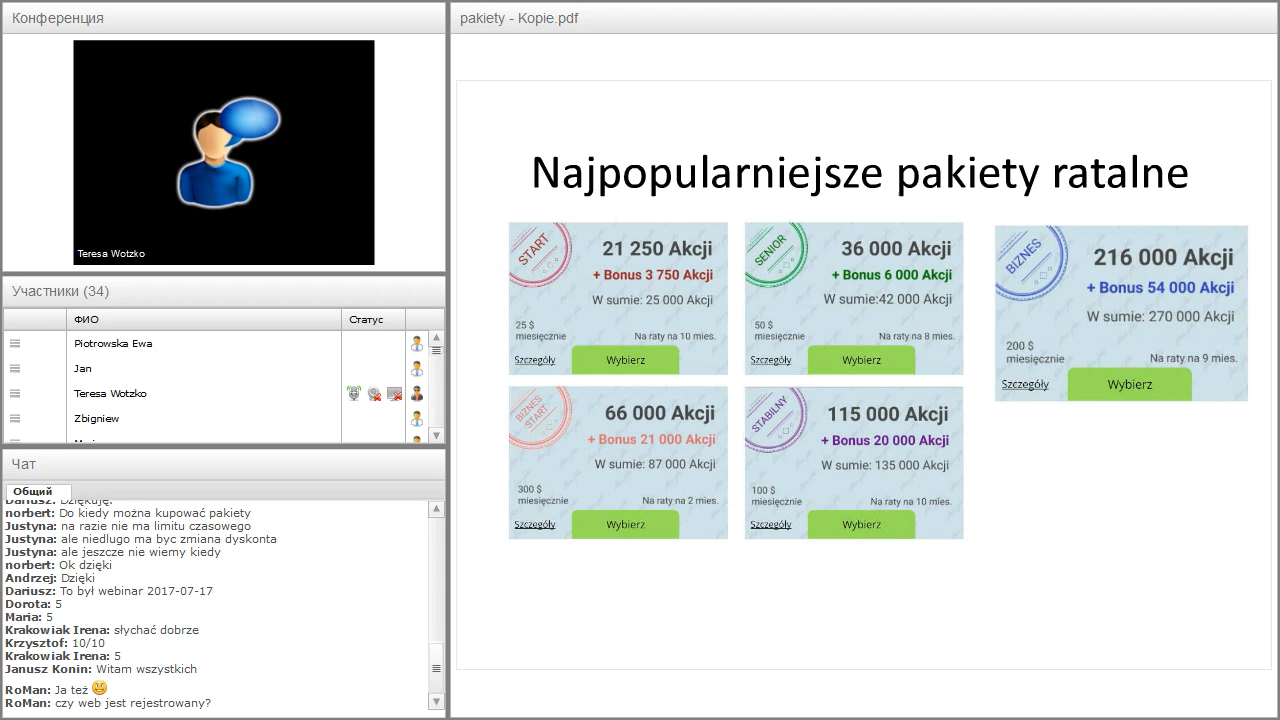 Конференция
Teresa Wotzko
Участники (34)
ФИО Статус
Piotrowska Ewa
Jan
Teresa Wotzko
Zbigniew
Чат
Общий
Dariusz: Dziękuję!
norbert: Do kiedy można kupować pakiety
Justyna: na razie nie ma limitu czasowego
Justyna: ale niedlugo ma byc zmiana dyskonta
Justyna: ale jeszcze nie wiemy kiedy
norbert: Ok dzięki
Andrzej: Dzięki
Dariusz: To był webinar 2017-07-17
Dorota: 5
Maria: 5
Krakowiak Irena: słychać dobrze
Krzysztof: 10/10
Krakowiak Irena: 5
Janusz Konin: Witam wszystkich
RoMan: Ja też
RoMan: czy web jest rejestrwany?
pakiety - Kopie.pdf
Najpopularniejsze pakiety ratalne
START
21 250 Akcji
+ Bonus 3 750 Akcji
W sumie: 25 000 Akcji
25 $
miesięcznie
Na raty na 10 mies.
Szczegóły
Wybierz
SENIOR
36 000 Akcji
+ Bonus 6 000 Akcji
W sumie:42 000 Akcji
50 $
miesięcznie
Na raty na 8 mies.
Szczegóły
Wybierz
BIZNES
216 000 Akcji
+ Bonus 54 000 Akcji
W sumie: 270 000 Akcji
200 $
miesięcznie
Na raty na 9 mies.
Szczegóły
Wybierz
BIZNES
START
66 000 Akcji
+ Bonus 21 000 Akcji
W sumie: 87 000 Akcji
300 $
miesięcznie
Na raty na 2 mies.
Szczegóły
Wybierz
STABILNY
115 000 Akcji
+ Bonus 20 000 Akcji
W sumie: 135 000 Akcji
100 $
miesięcznie
Na raty na 10 mies.
Szczegóły
Wybierz